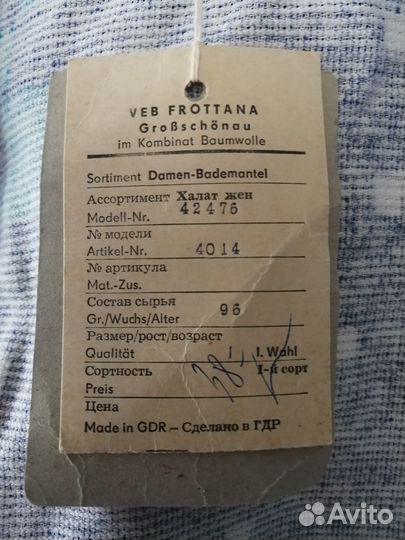 VEB FROTTANA
Großschönau
im Kombinat Baumwolle
Sortiment Damen-Bademantel
Ассортимент Халат жен
Modell-Nr. 42476
№ модели
Artikel-Nr. 4014
№ артикула
Mat.-Zus.
Состав сырья
Gr./Wuchs/Alter 96
Размер/рост/возраст
Qualität I. Wahl
Сортность 1-й сорт
Preis
Цена
Made in GDR – Сделано в ГДР
Avito